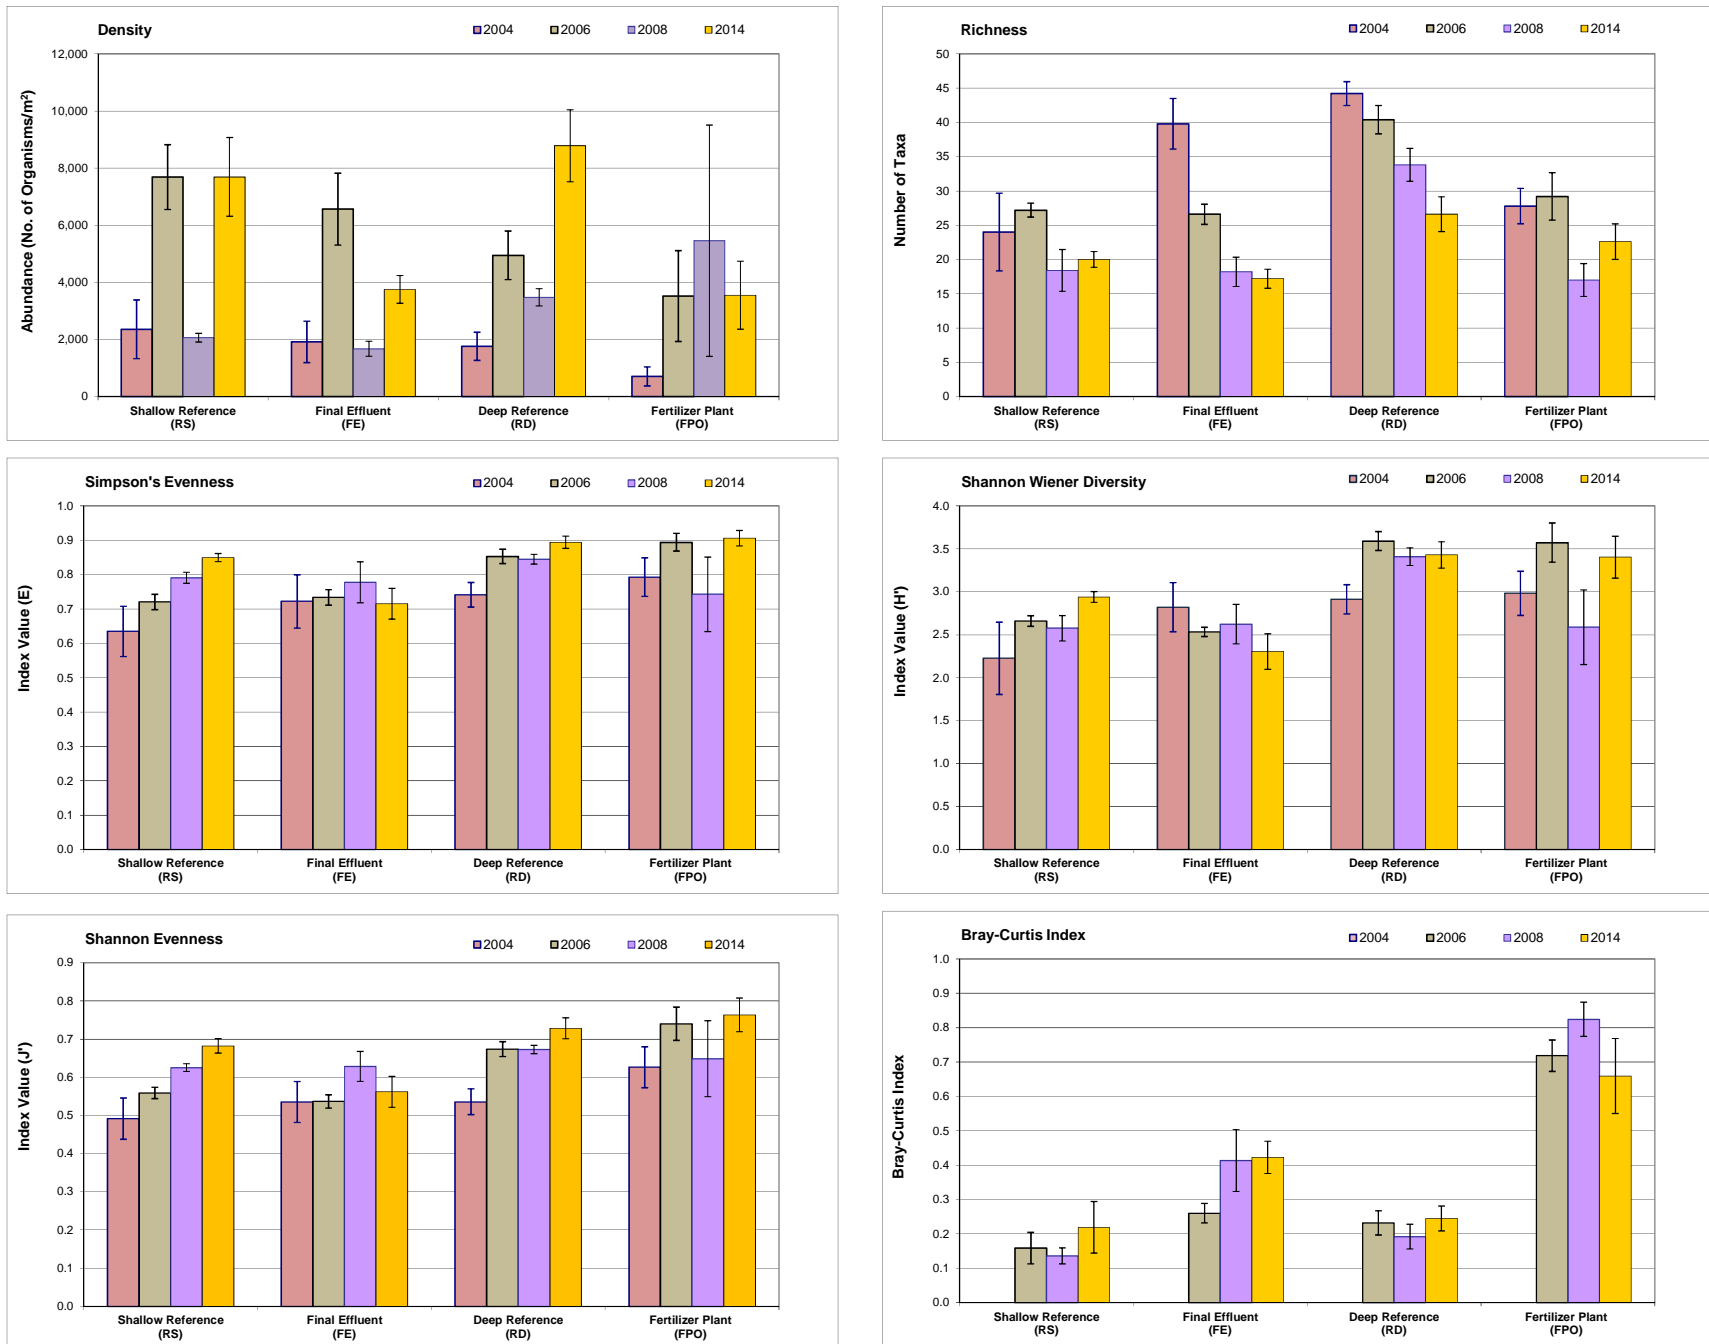 Density
2004 2006 2008 2014
Abundance (No. of Organisms/m²)
12,000
10,000
8,000
6,000
4,000
2,000
0
Shallow Reference Final Effluent Deep Reference Fertilizer Plant
(RS) (FE) (RD) (FPO)
Richness
2004 2006 2008 2014
Number of Taxa
50
45
40
35
30
25
20
15
10
5
0
Shallow Reference Final Effluent Deep Reference Fertilizer Plant
(RS) (FE) (RD) (FPO)
Simpson's Evenness
2004 2006 2008 2014
Index Value (E)
1.0
0.9
0.8
0.7
0.6
0.5
0.4
0.3
0.2
0.1
0.0
Shallow Reference Final Effluent Deep Reference Fertilizer Plant
(RS) (FE) (RD) (FPO)
Shannon Wiener Diversity
2004 2006 2008 2014
Index Value (H')
4.0
3.5
3.0
2.5
2.0
1.5
1.0
0.5
0.0
Shallow Reference Final Effluent Deep Reference Fertilizer Plant
(RS) (FE) (RD) (FPO)
Shannon Evenness
2004 2006 2008 2014
Index Value (J')
0.9
0.8
0.7
0.6
0.5
0.4
0.3
0.2
0.1
0.0
Shallow Reference Final Effluent Deep Reference Fertilizer Plant
(RS) (FE) (RD) (FPO)
Bray-Curtis Index
2004 2006 2008 2014
Bray-Curtis Index
1.0
0.9
0.8
0.7
0.6
0.5
0.4
0.3
0.2
0.1
0.0
Shallow Reference Final Effluent Deep Reference Fertilizer Plant
(RS) (FE) (RD) (FPO)